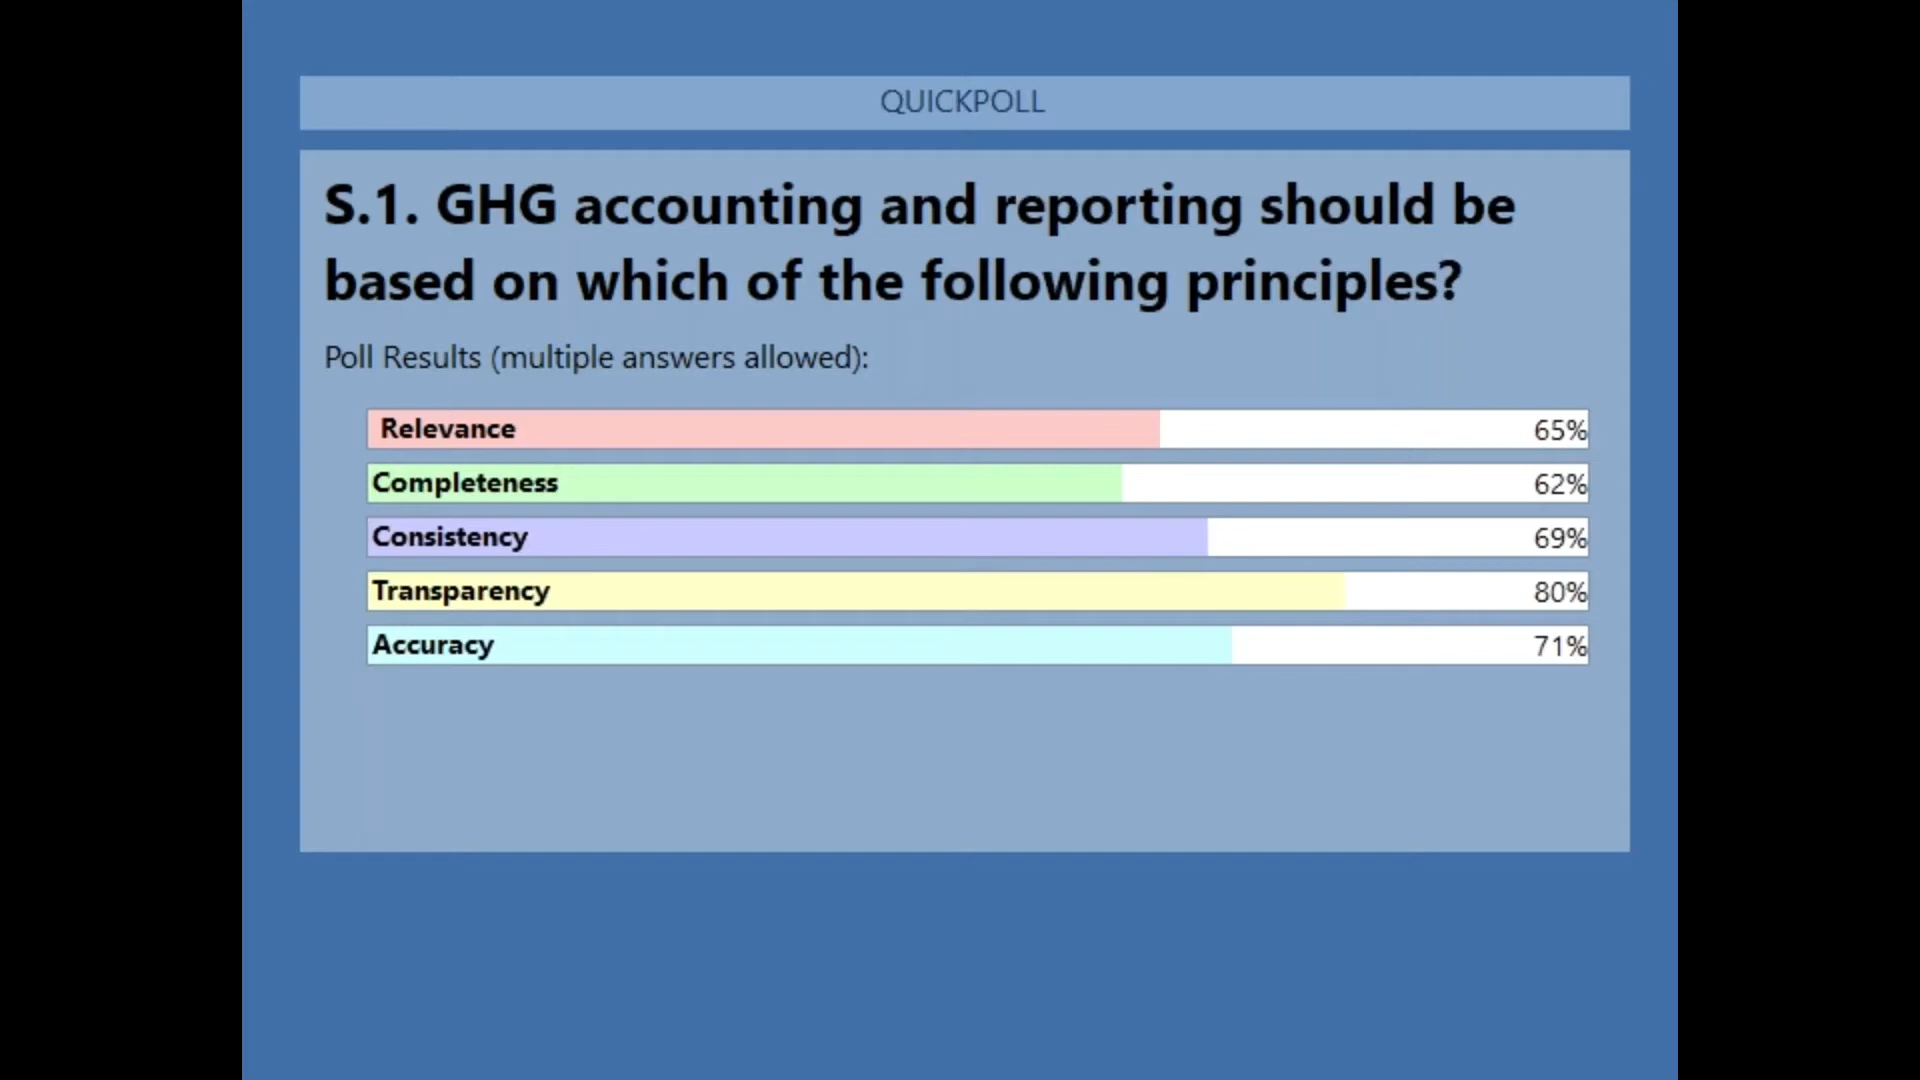 QUICKPOLL
S.1. GHG accounting and reporting should be
based on which of the following principles?
Poll Results (multiple answers allowed):
Relevance 65%
Completeness 62%
Consistency 69%
Transparency 80%
Accuracy 71%